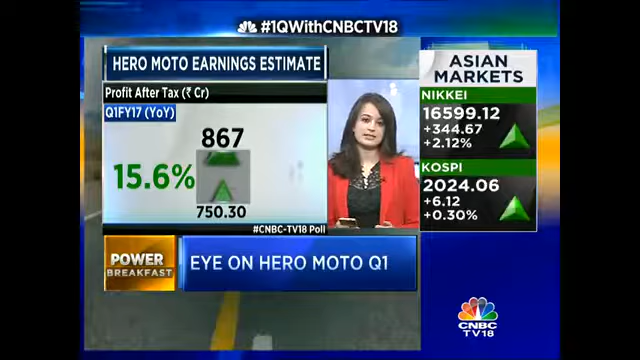 #1QWithCNBCTV18
HERO MOTO EARNINGS ESTIMATE
Profit After Tax (₹ Cr)
Q1FY17 (YoY)
867
15.6%
750.30
#CNBC-TV18 Poll
ASIAN
MARKETS
NIKKEI
16599.12
+344.67
+2.12%
KOSPI
2024.06
+6.12
+0.30%
POWER
BREAKFAST
EYE ON HERO MOTO Q1
CNBC
TV18